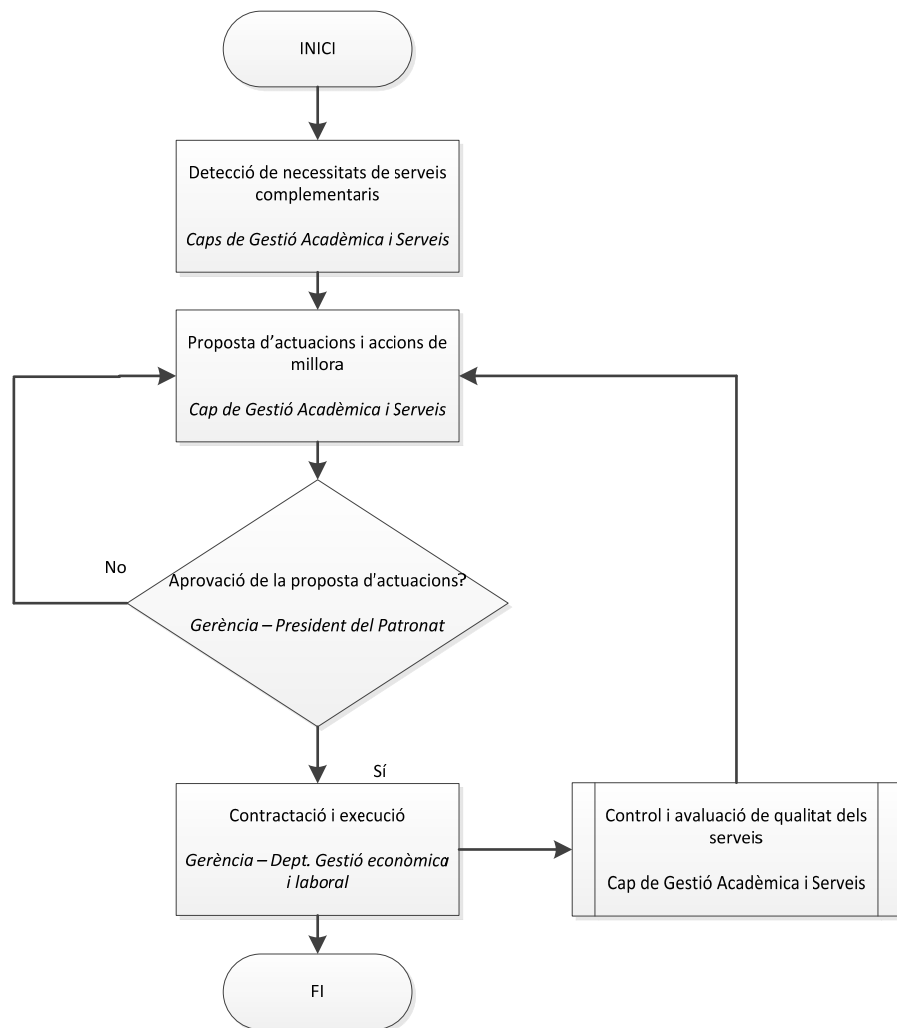 INICI
Detecció de necessitats de serveis
complementaris
Caps de Gestió Acadèmica i Serveis
Proposta d'actuacions i accions de
millora
Cap de Gestió Acadèmica i Serveis
No
Aprovació de la proposta d'actuacions?
Gerència – President del Patronat
Sí
Contractació i execució
Gerència – Dept. Gestió econòmica
i laboral
Control i avaluació de qualitat dels
serveis
Cap de Gestió Acadèmica i Serveis
FI